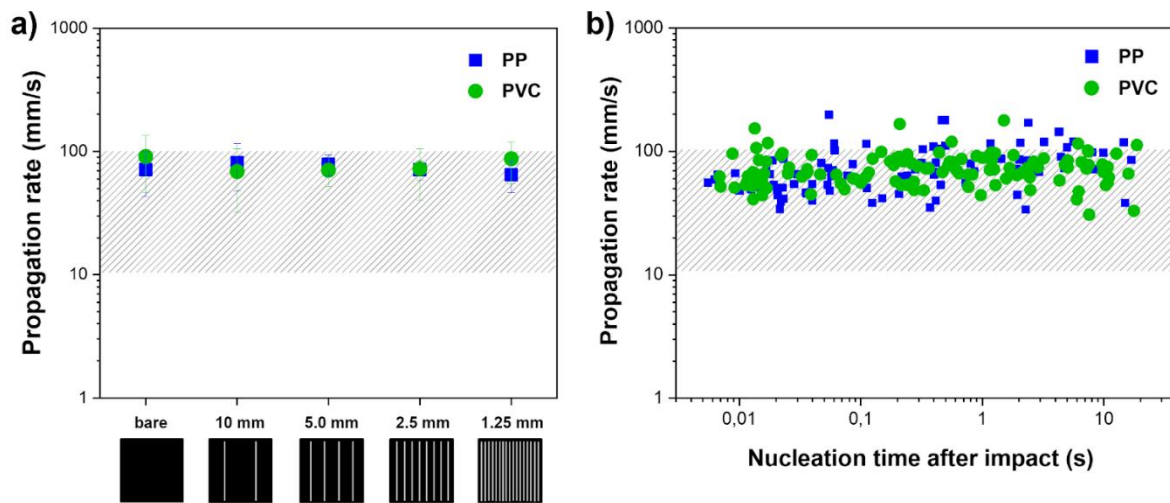 a)
1000
100
10
1
Propagation rate (mm/s)
PP
PVC
bare
10 mm
5.0 mm
2.5 mm
1.25 mm
b)
1000
100
10
1
Propagation rate (mm/s)
PP
PVC
0,01
0,1
1
10
Nucleation time after impact (s)